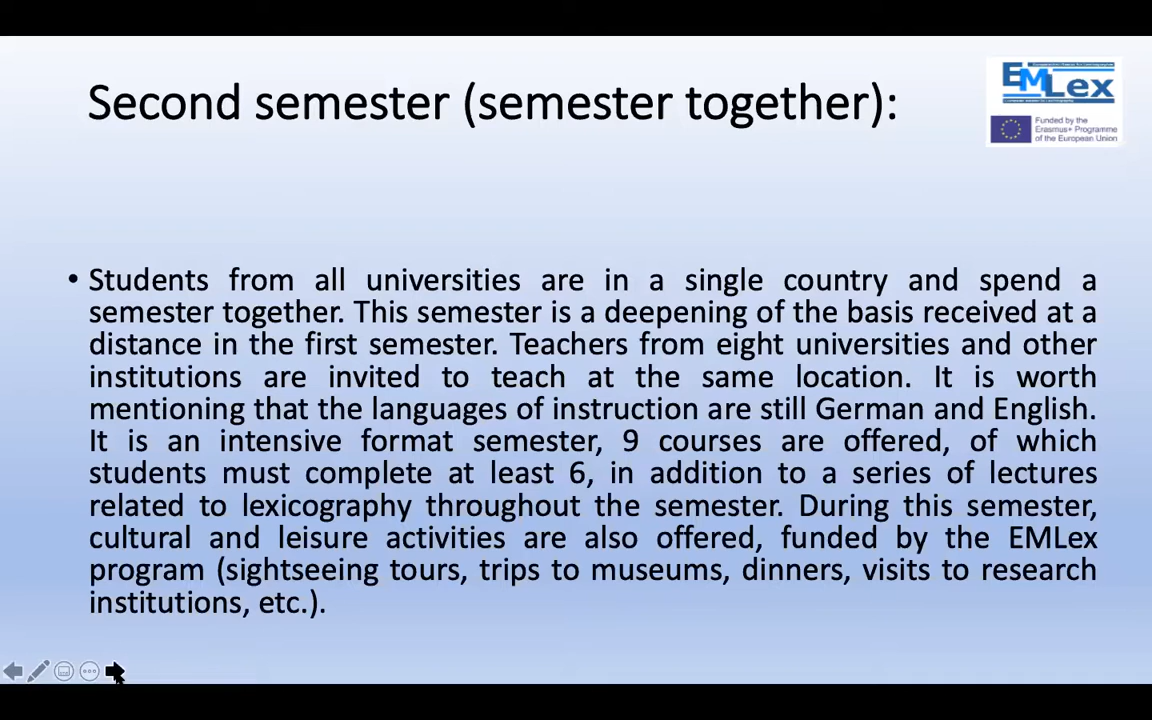 Second semester (semester together):
EMLex
Funded by the
Erasmus+ Programme
of the European Union
• Students from all universities are in a single country and spend a
semester together. This semester is a deepening of the basis received at a
distance in the first semester. Teachers from eight universities and other
institutions are invited to teach at the same location. It is worth
mentioning that the languages of instruction are still German and English.
It is an intensive format semester, 9 courses are offered, of which
students must complete at least 6, in addition to a series of lectures
related to lexicography throughout the semester. During this semester,
cultural and leisure activities are also offered, funded by the EMLex
program (sightseeing tours, trips to museums, dinners, visits to research
institutions, etc.).